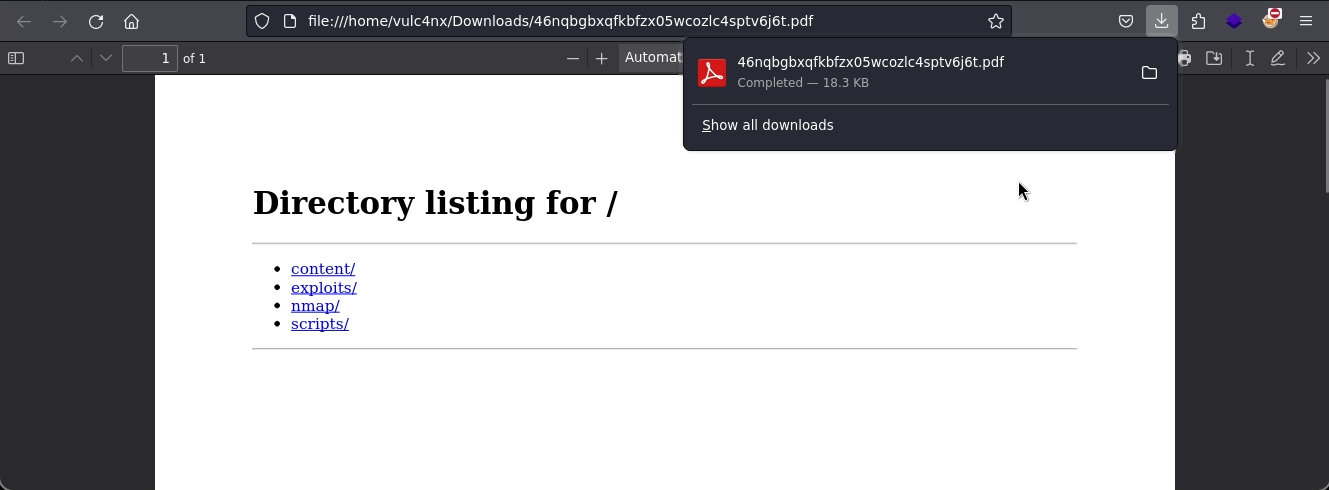 file:///home/vulc4nx/Downloads/46nqbgbxqfkbfzx05wcozlc4sptv6j6t.pdf
1 of 1
Automat
46nqbgbxqfkbfzx05wcozlc4sptv6j6t.pdf
Completed — 18.3 KB
Show all downloads
Directory listing for /
content/
exploits/
nmap/
scripts/